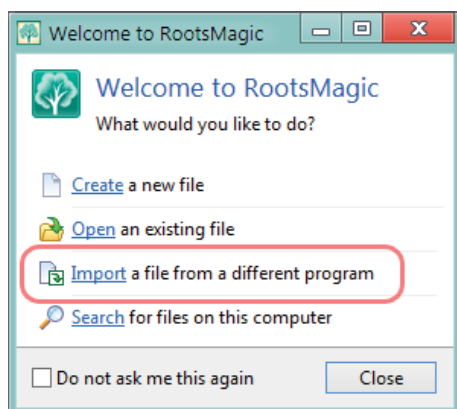 Welcome to RootsMagic
Welcome to RootsMagic
What would you like to do?
Create a new file
Open an existing file
Import a file from a different program
Search for files on this computer
Do not ask me this again
Close